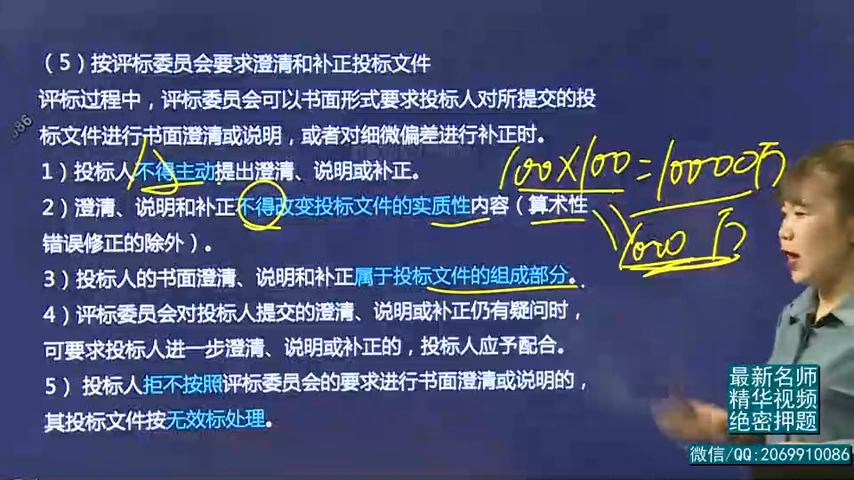 （5）按评标委员会要求澄清和补正投标文件
评标过程中，评标委员会可以书面形式要求投标人对所提交的投
标文件进行书面澄清或说明，或者对细微偏差进行补正时。
1）投标人不得主动提出澄清、说明或补正。
100×100=10000万
2）澄清、说明和补正不得改变投标文件的实质性内容（算术性
错误修正的除外）。
1000万
3）投标人的书面澄清、说明和补正属于投标文件的组成部分。
4）评标委员会对投标人提交的澄清、说明或补正仍有疑问时，
可要求投标人进一步澄清、说明或补正的，投标人应予配合。
5）投标人拒不按照评标委员会的要求进行书面澄清或说明的，
其投标文件按无效标处理。
最新名师
精华视频
绝密押题
微信/QQ:2069910086